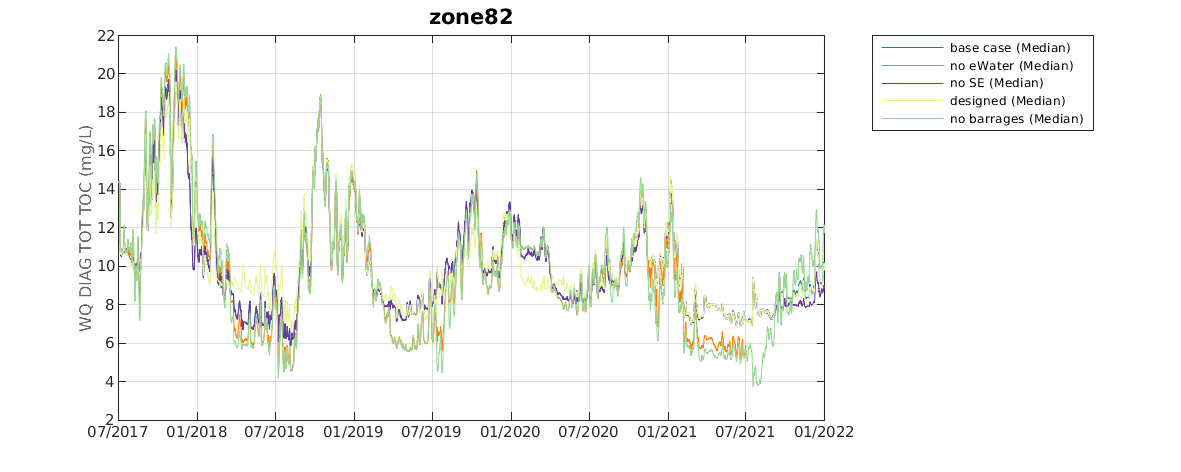 zone82
WQ DIAG TOT TOC (mg/L)
22
20
18
16
14
12
10
8
6
4
2
07/2017 01/2018 07/2018 01/2019 07/2019 01/2020 07/2020 01/2021 07/2021 01/2022
base case (Median)
no eWater (Median)
no SE (Median)
designed (Median)
no barrages (Median)